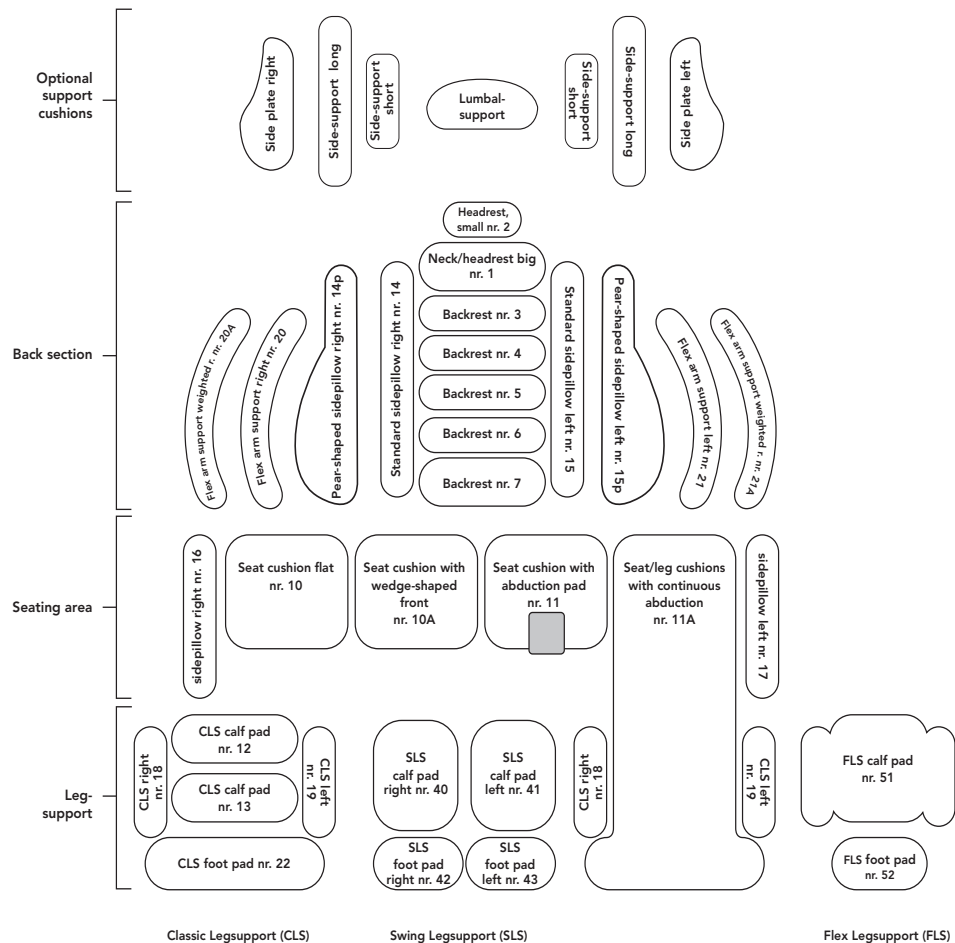 Optional
support
cushions
Side plate right
Side-support long
Side-support
short
Lumbal-
support
Side-support
short
Side-support long
Side plate left
Back section
Headrest,
small nr. 2
Neck/headrest big
nr. 1
Flex arm support weighted r. nr. 20A
Flex arm support right nr. 20
Pear-shaped sidepillow right nr. 14p
Standard sidepillow right nr. 14
Backrest nr. 3
Backrest nr. 4
Backrest nr. 5
Backrest nr. 6
Backrest nr. 7
Standard sidepillow left nr. 15
Pear-shaped sidepillow left nr. 15p
Flex arm support left nr. 21
Flex arm support weighted r. nr. 21A
Seating area
sidepillow right nr. 16
Seat cushion flat
nr. 10
Seat cushion with
wedge-shaped
front
nr. 10A
Seat cushion with
abduction pad
nr. 11
Seat/leg cushions
with continuous
abduction
nr. 11A
sidepillow left nr. 17
Leg-
support
CLS right
nr. 18
CLS calf pad
nr. 12
CLS calf pad
nr. 13
CLS left
nr. 19
CLS foot pad nr. 22
SLS
calf pad
right nr. 40
SLS
calf pad
left nr. 41
SLS
foot pad
right nr. 42
SLS
foot pad
left nr. 43
CLS right
nr. 18
CLS left
nr. 19
FLS calf pad
nr. 51
FLS foot pad
nr. 52
Classic Legsupport (CLS)
Swing Legsupport (SLS)
Flex Legsupport (FLS)